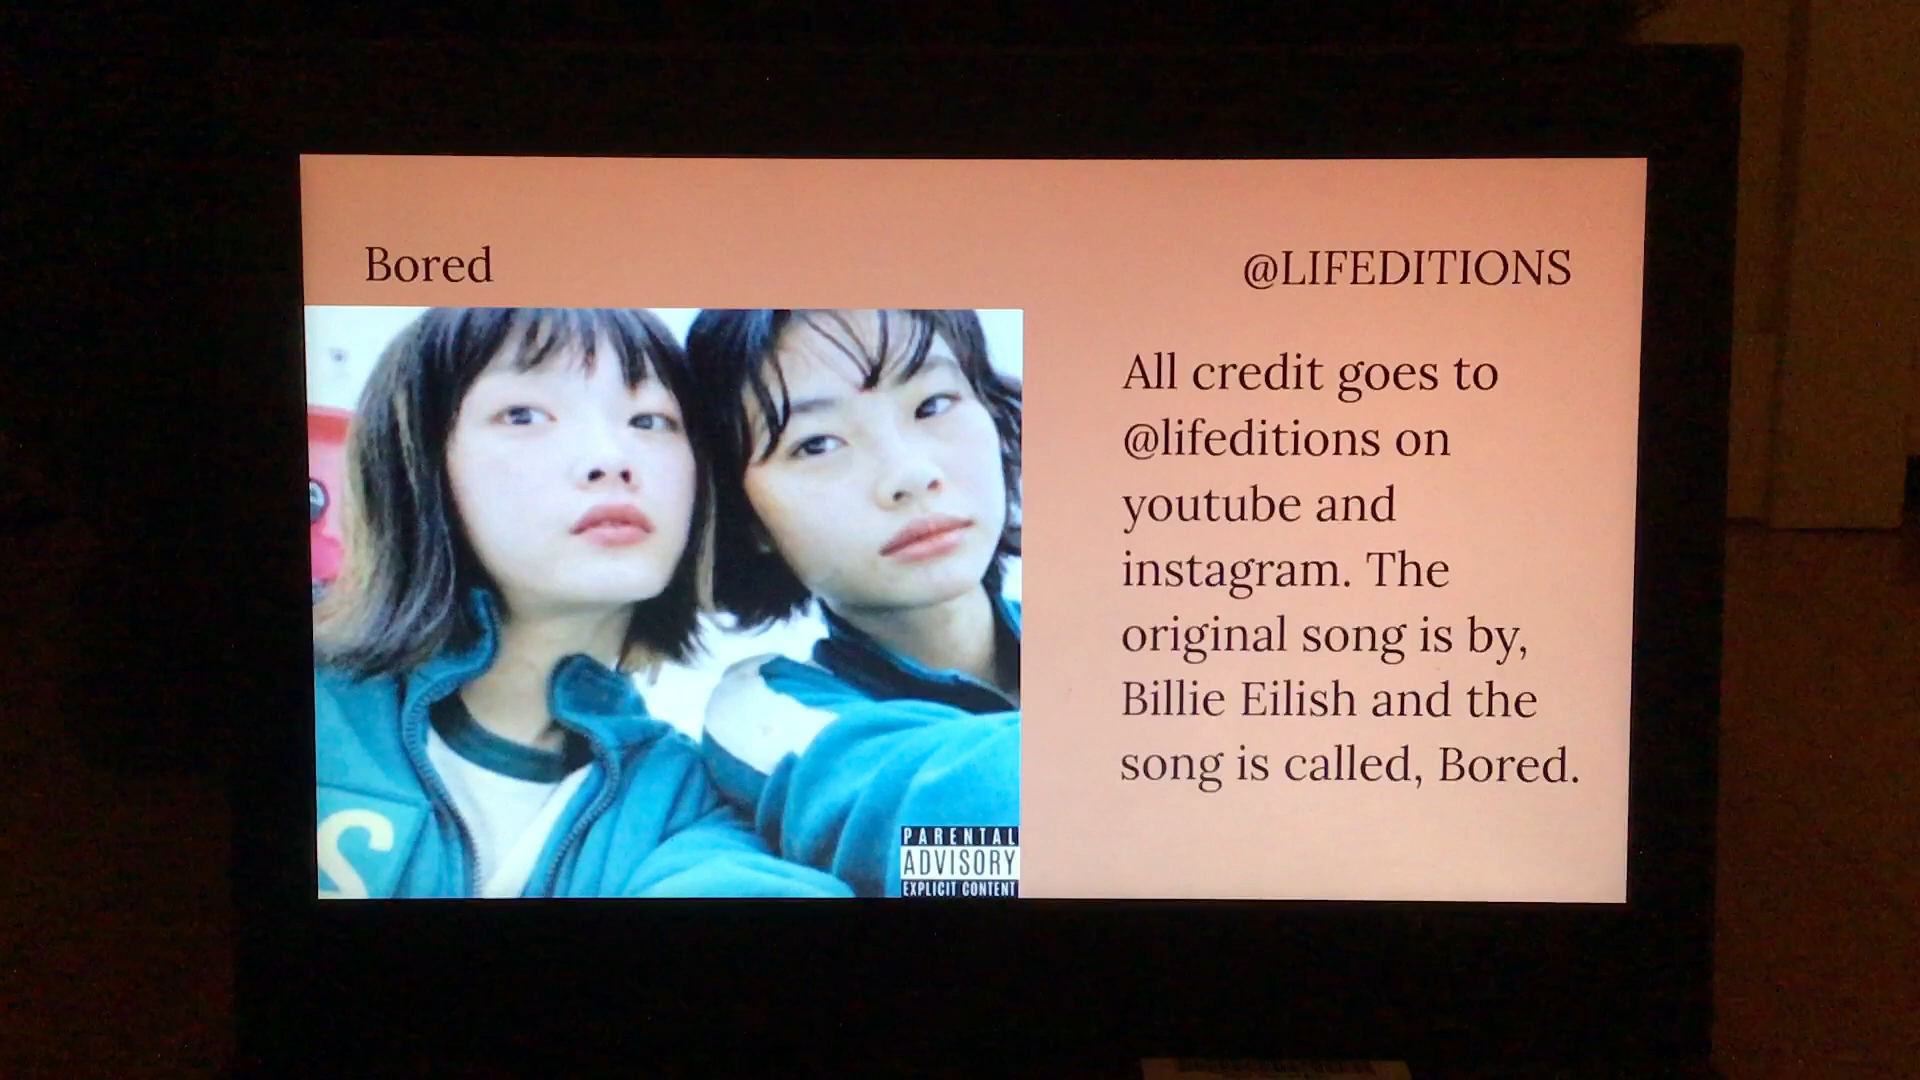 Bored
@LIFEDITIONS
All credit goes to
@lifeditions on
youtube and
instagram. The
original song is by,
Billie Eilish and the
song is called, Bored.
S
PARENTAL
ADVISORY
EXPLICIT CONTENT